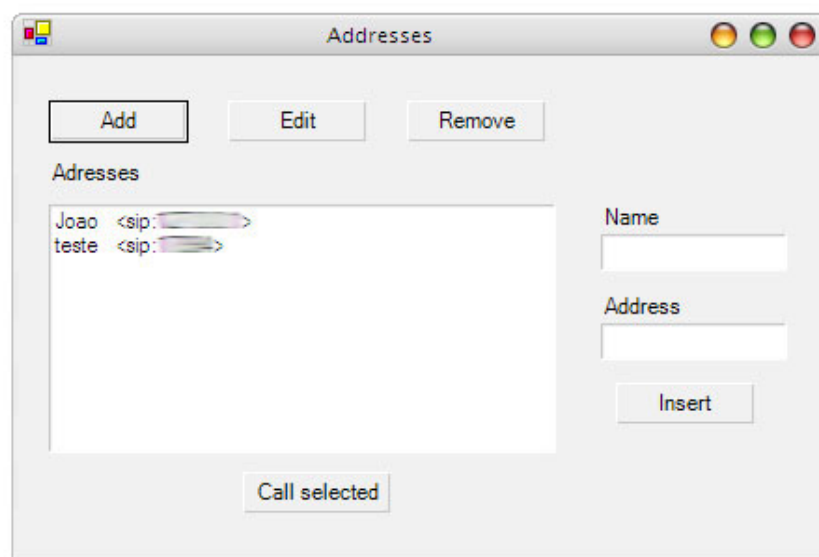 Addresses
Add Edit Remove
Adresses
Joao <sip: >
teste <sip: >
Name
Address
Insert
Call selected